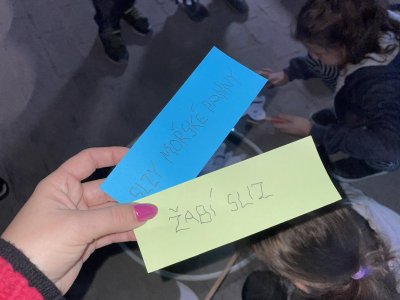 SLZY MOŘSKÉ PANNY
ŽABÍ SLIZ